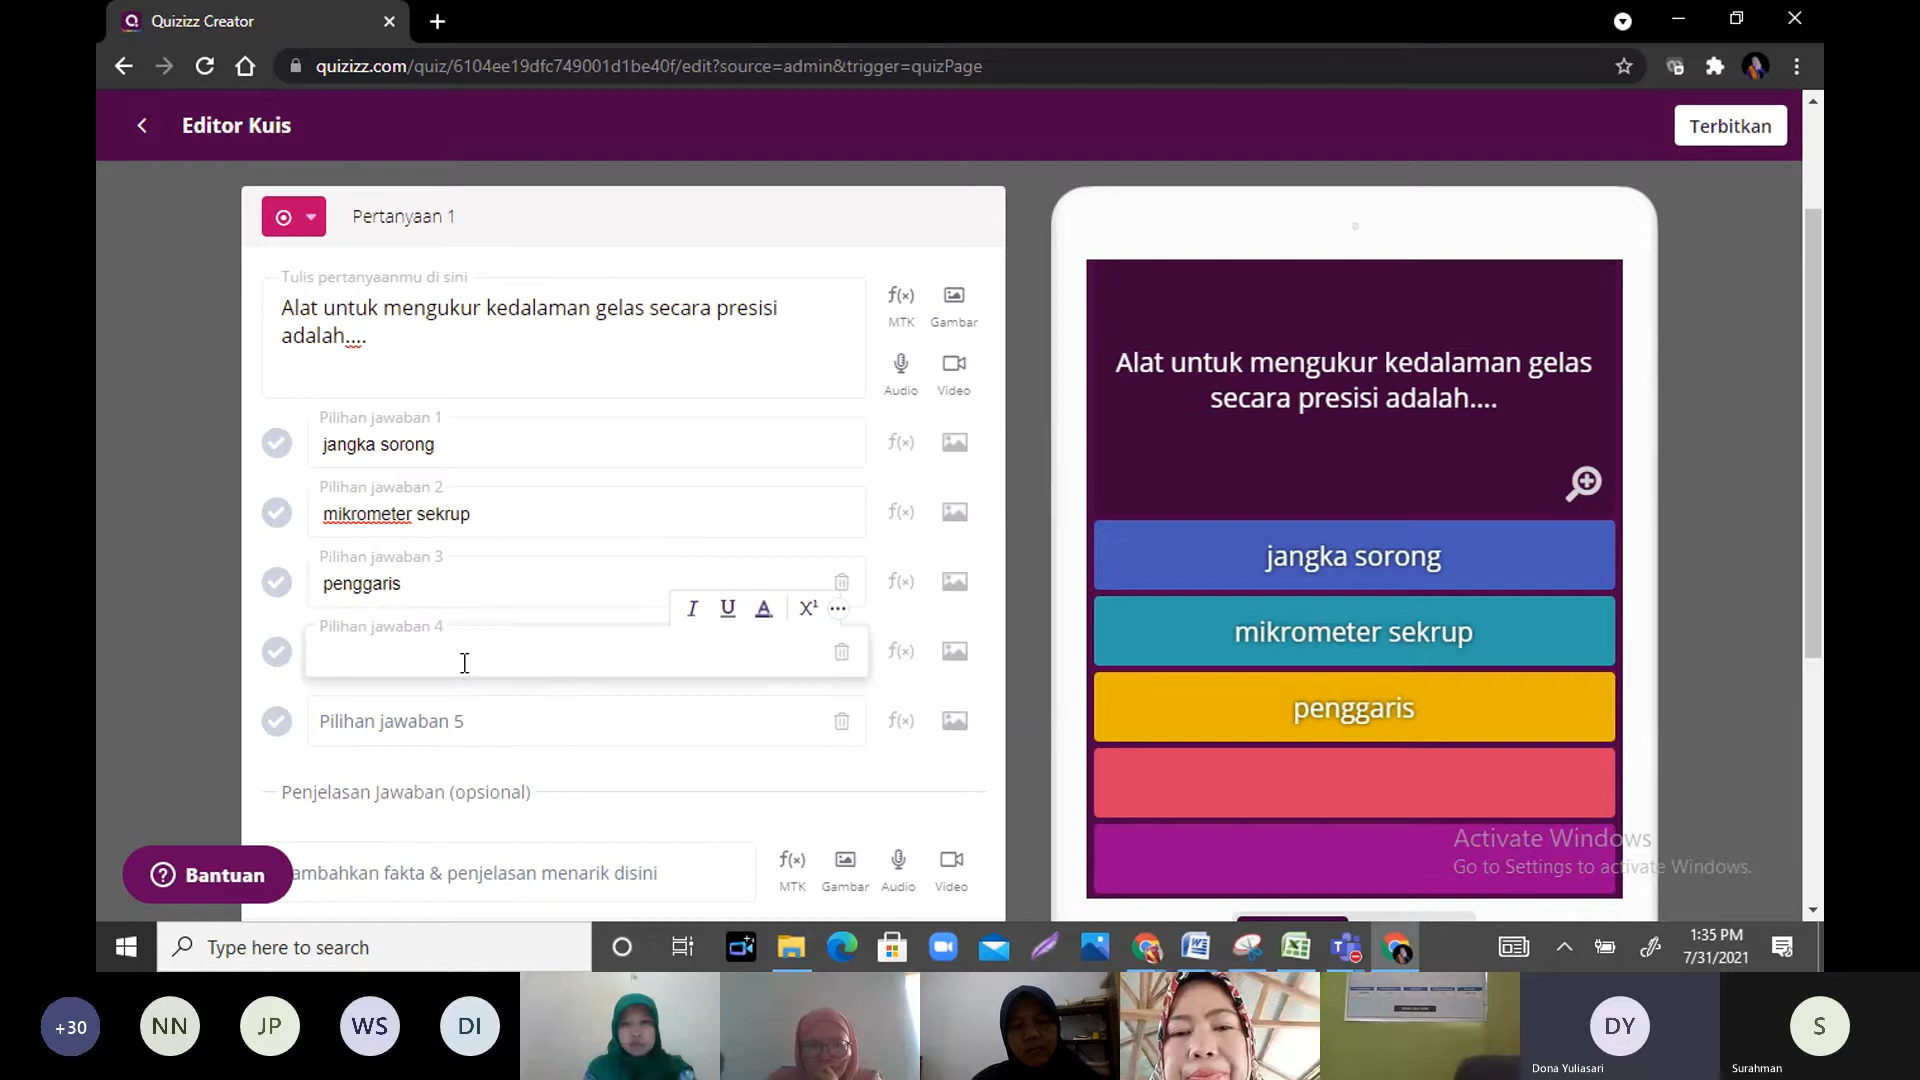 Quizizz Creator
quizizz.com/quiz/6104ee19dfc749001d1be40f/edit?source=admin&trigger=quizPage
Editor Kuis
Terbitkan
Pertanyaan 1
Tulis pertanyaanmu di sini
Alat untuk mengukur kedalaman gelas secara presisi
adalah....
f(x)
MTK
Gambar
Audio
Video
Pilihan jawaban 1
jangka sorong
f(x)
Pilihan jawaban 2
mikrometer sekrup
f(x)
Pilihan jawaban 3
penggaris
f(x)
I U A X¹ ...
Pilihan jawaban 4
f(x)
Pilihan jawaban 5
f(x)
Penjelasan Jawaban (opsional)
ambahkan fakta & penjelasan menarik disini
f(x)
MTK
Gambar
Audio
Video
Bantuan
Alat untuk mengukur kedalaman gelas
secara presisi adalah....
jangka sorong
mikrometer sekrup
penggaris
Activate Windows
Go to Settings to activate Windows.
Type here to search
1:35 PM
7/31/2021
+30
NN
JP
WS
DI
DY
Dona Yuliasari
S
Surahman